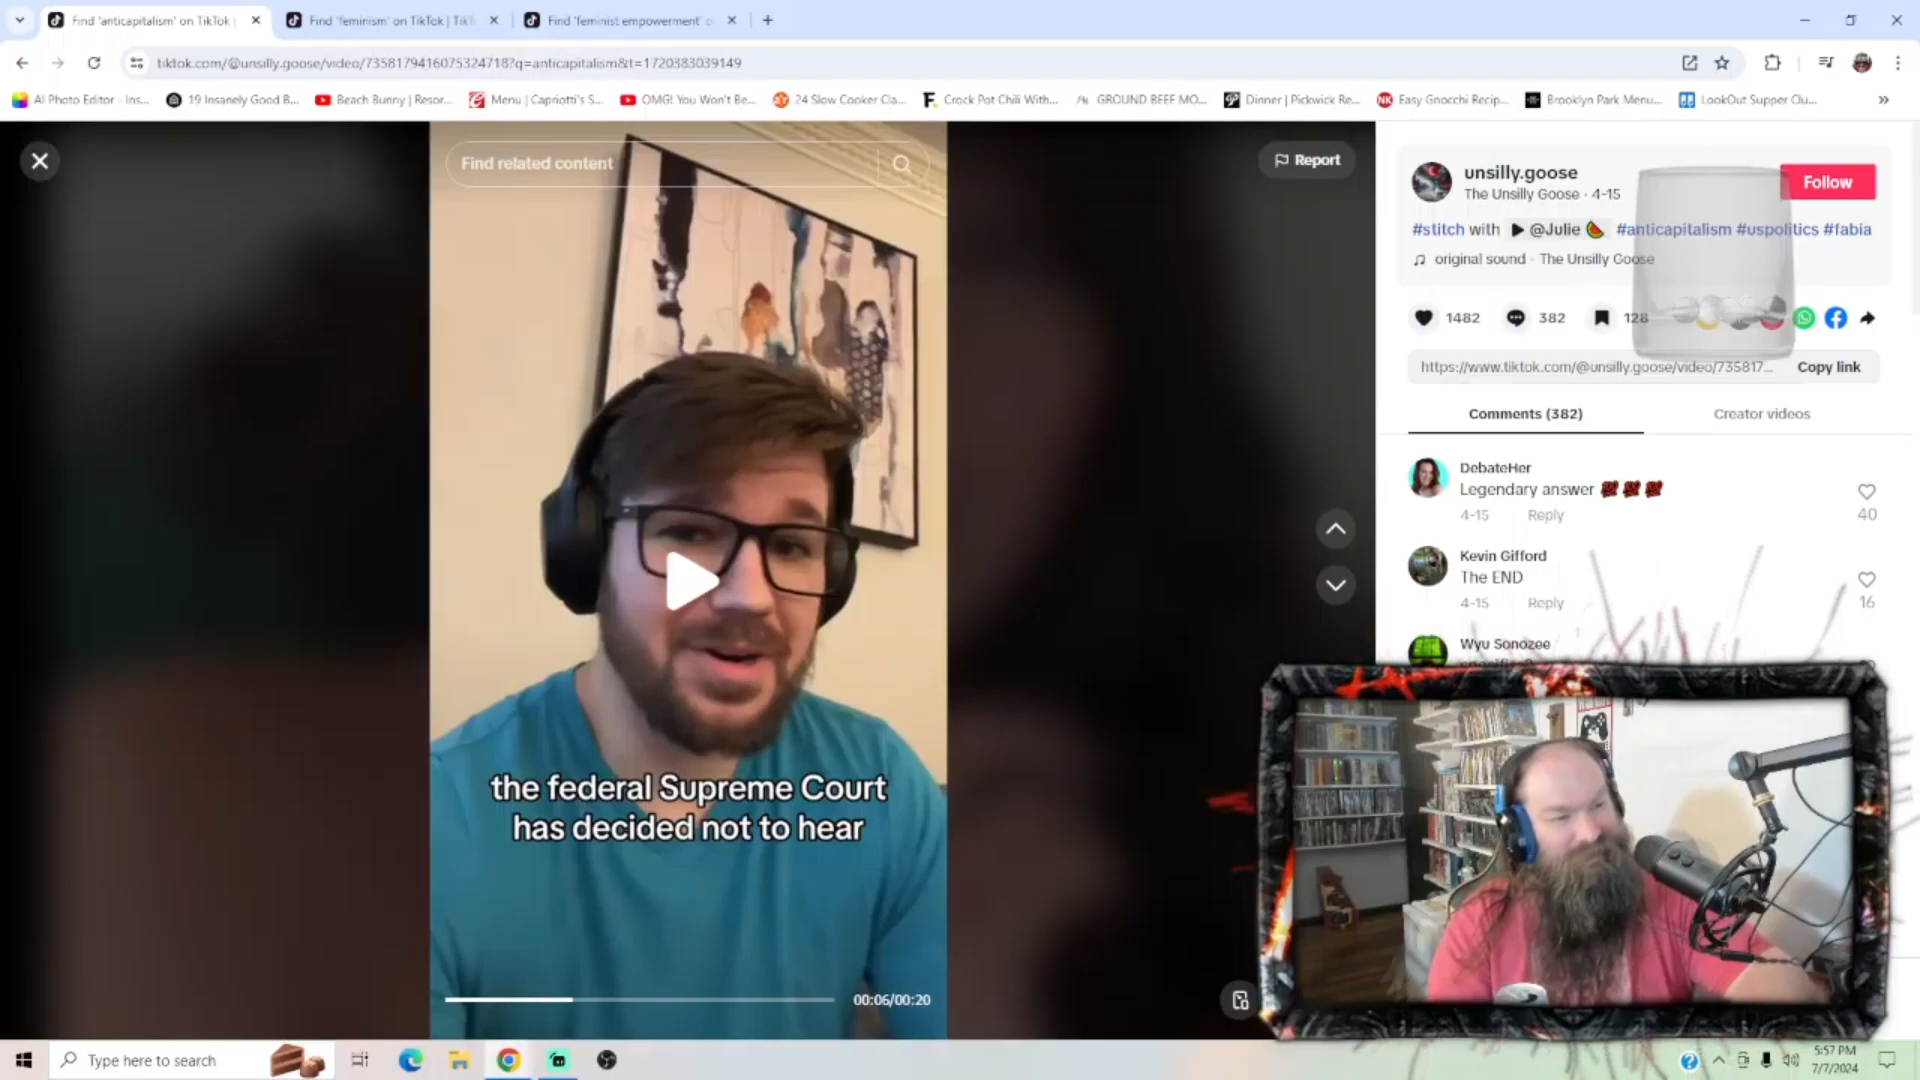 Find 'anticapitalism' on TikTok |
Find 'feminism' on TikTok | TikT
Find 'feminist empowerment' o
tiktok.com/@unsilly.goose/video/7358179416075324718?q=anticapitalism&t=1720383039149
AI Photo Editor - Ins...
19 Insanely Good B...
Beach Bunny | Resor...
Menu | Capriotti's S...
OMG! You Won't Be...
24 Slow Cooker Cla...
Crock Pot Chili With...
GROUND BEEF MO...
Dinner | Pickwick Re...
Easy Gnocchi Recip...
Brooklyn Park Menu...
LookOut Supper Clu...
Find related content
Report
unsilly.goose
The Unsilly Goose · 4-15
Follow
#stitch with @Julie 🍉 #anticapitalism #uspolitics #fabia
original sound - The Unsilly Goose
1482
382
128
https://www.tiktok.com/@unsilly.goose/video/735817...
Copy link
Comments (382)
Creator videos
DebateHer
Legendary answer 💯 💯 💯
4-15 Reply
40
Kevin Gifford
The END
4-15 Reply
16
Wyu Sonozee
the federal Supreme Court
has decided not to hear
00:06/00:20
Type here to search
5:57 PM
7/7/2024